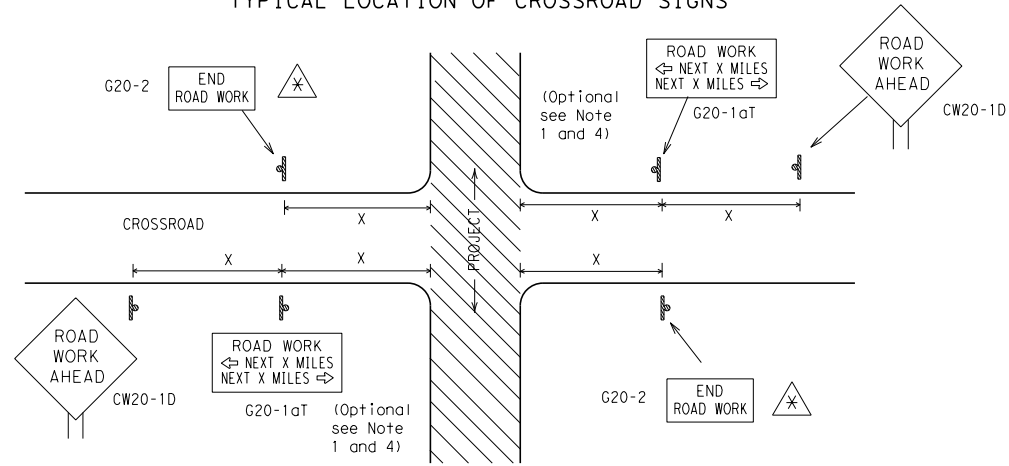 TYPICAL LOCATION OF CROSSROAD SIGNS
G20-2
END
ROAD WORK
*
(Optional
see Note
1 and 4)
ROAD WORK
⇦ NEXT X MILES
NEXT X MILES ⇨
G20-1aT
ROAD
WORK
AHEAD
CW20-1D
X
X
X
CROSSROAD
PROJECT
X
X
X
ROAD
WORK
AHEAD
CW20-1D
ROAD WORK
⇦ NEXT X MILES
NEXT X MILES ⇨
G20-1aT
(Optional
see Note
1 and 4)
G20-2
END
ROAD WORK
*